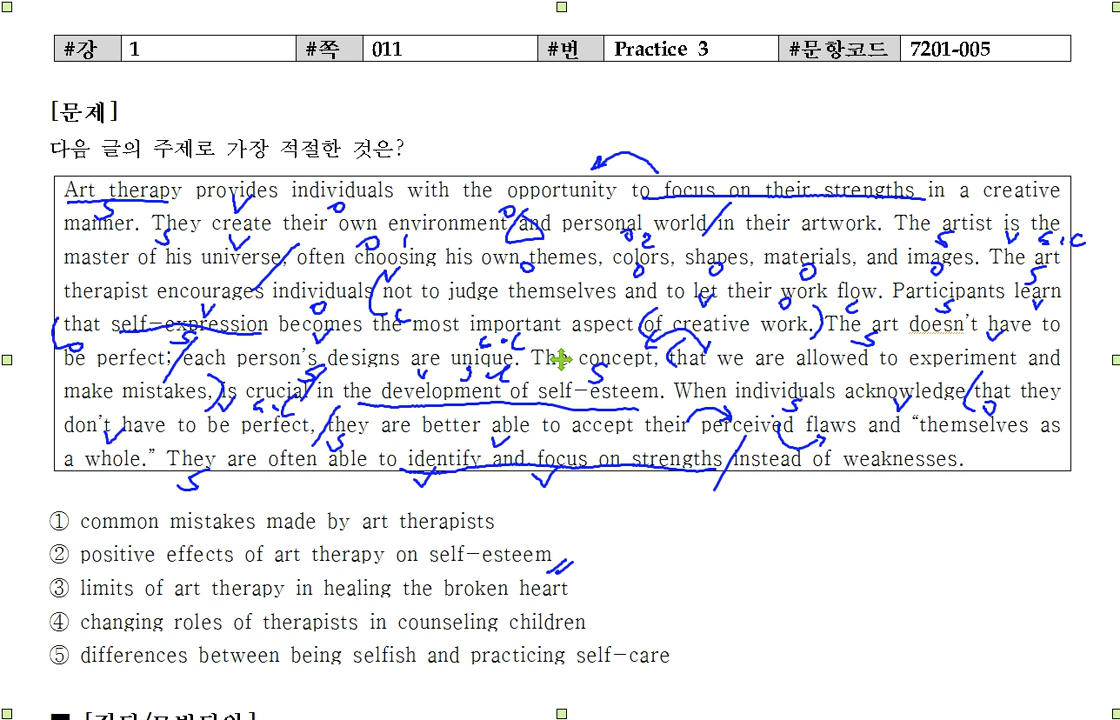 #강 1 #쪽 011 #번 Practice 3 #문항코드 7201-005
[문제]
다음 글의 주제로 가장 적절한 것은?
Art therapy provides individuals with the opportunity to focus on their strengths in a creative
manner. They create their own environment and personal world in their artwork. The artist is the
master of his universe, often choosing his own themes, colors, shapes, materials, and images. The art
therapist encourages individuals not to judge themselves and to let their work flow. Participants learn
that self-expression becomes the most important aspect of creative work. The art doesn't have to
be perfect; each person's designs are unique. The concept, that we are allowed to experiment and
make mistakes, is crucial in the development of self-esteem. When individuals acknowledge that they
don't have to be perfect, they are better able to accept their perceived flaws and “themselves as
a whole.” They are often able to identify and focus on strengths instead of weaknesses.
① common mistakes made by art therapists
② positive effects of art therapy on self-esteem
③ limits of art therapy in healing the broken heart
④ changing roles of therapists in counseling children
⑤ differences between being selfish and practicing self-care